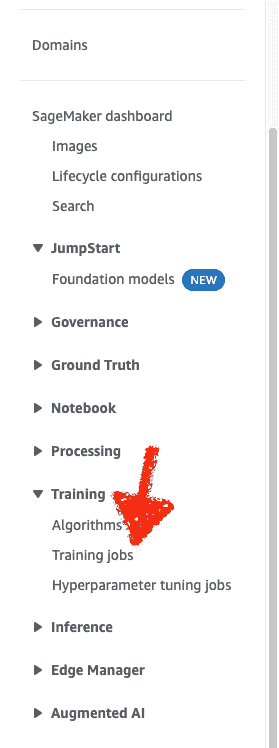 Domains
SageMaker dashboard
Images
Lifecycle configurations
Search
JumpStart
Foundation models NEW
Governance
Ground Truth
Notebook
Processing
Training
Algorithms
Training jobs
Hyperparameter tuning jobs
Inference
Edge Manager
Augmented AI